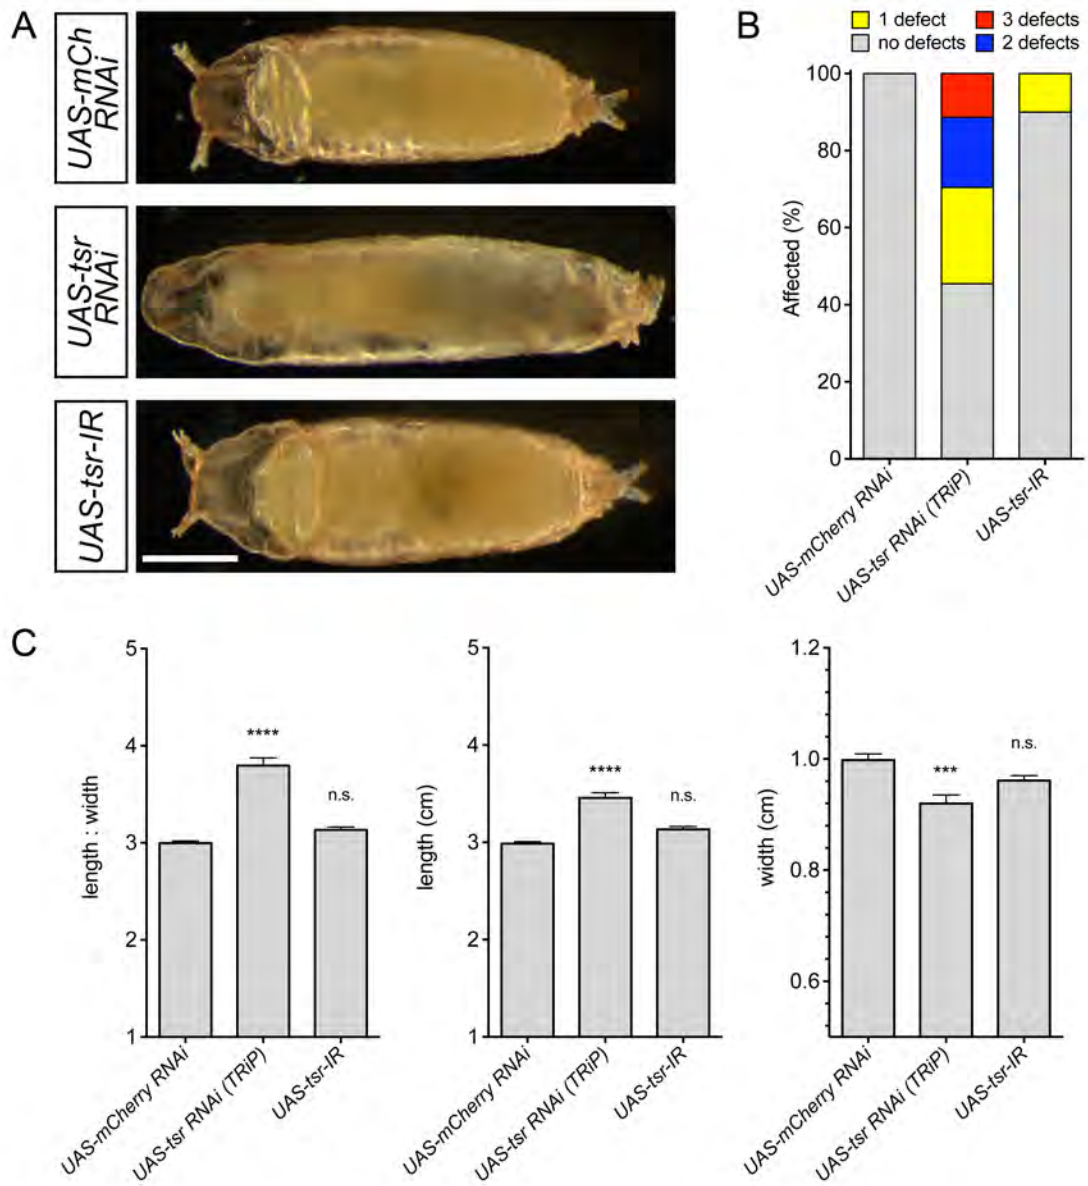 A
UAS-mCh
RNAi
UAS-tsr
RNAi
UAS-tsr-IR
B
1 defect
3 defects
no defects
2 defects
100
80
60
40
20
0
Affected (%)
UAS-mCherry RNAi
UAS-tsr RNAi (TRiP)
UAS-tsr-IR
C
5
4
3
2
1
length : width
****
n.s.
UAS-mCherry RNAi
UAS-tsr RNAi (TRiP)
UAS-tsr-IR
5
4
3
2
1
length (cm)
****
n.s.
UAS-mCherry RNAi
UAS-tsr RNAi (TRiP)
UAS-tsr-IR
1.2
1.0
0.8
0.6
width (cm)
***
n.s.
UAS-mCherry RNAi
UAS-tsr RNAi (TRiP)
UAS-tsr-IR